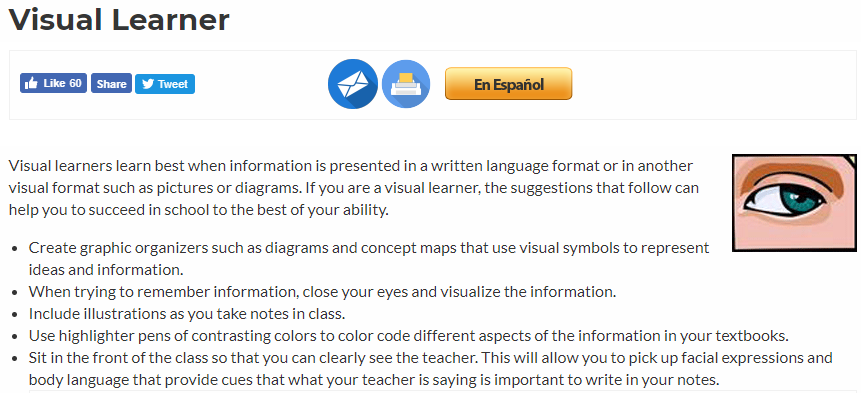 Visual Learner
Like 60
Share
Tweet
En Español
Visual learners learn best when information is presented in a written language format or in another
visual format such as pictures or diagrams. If you are a visual learner, the suggestions that follow can
help you to succeed in school to the best of your ability.
• Create graphic organizers such as diagrams and concept maps that use visual symbols to represent
ideas and information.
• When trying to remember information, close your eyes and visualize the information.
• Include illustrations as you take notes in class.
• Use highlighter pens of contrasting colors to color code different aspects of the information in your textbooks.
• Sit in the front of the class so that you can clearly see the teacher. This will allow you to pick up facial expressions and
body language that provide cues that what your teacher is saying is important to write in your notes.